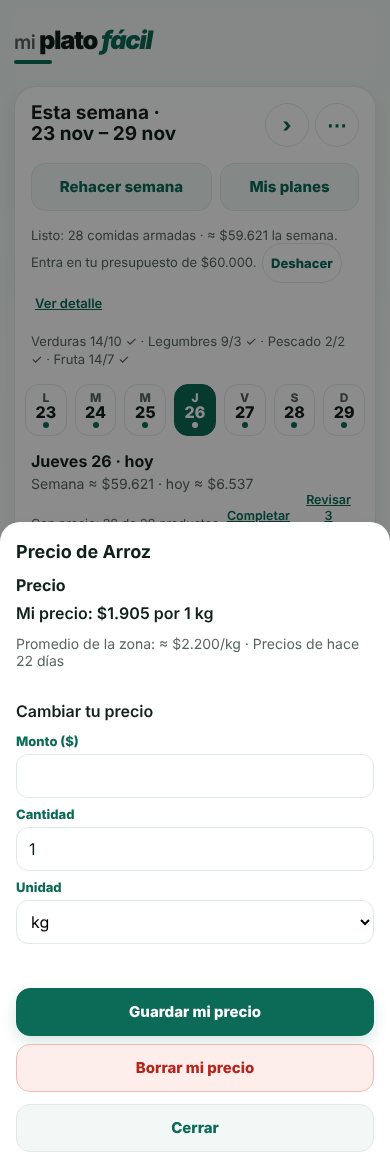 mi plato fácil
Esta semana ·
23 nov – 29 nov
›
⋯
Rehacer semana
Mis planes
Listo: 28 comidas armadas · ≈ $59.621 la semana.
Entra en tu presupuesto de $60.000.
Deshacer
Ver detalle
Verduras 14/10 ✓ · Legumbres 9/3 ✓ · Pescado 2/2
✓ · Fruta 14/7 ✓
L M M J V S D
23 24 25 26 27 28 29
Jueves 26 · hoy
Semana ≈ $59.621 · hoy ≈ $6.537
Revisar
Completar 3
Precio de Arroz
Precio
Mi precio: $1.905 por 1 kg
Promedio de la zona: ≈ $2.200/kg · Precios de hace
22 días
Cambiar tu precio
Monto ($)
Cantidad
1
Unidad
kg
Guardar mi precio
Borrar mi precio
Cerrar